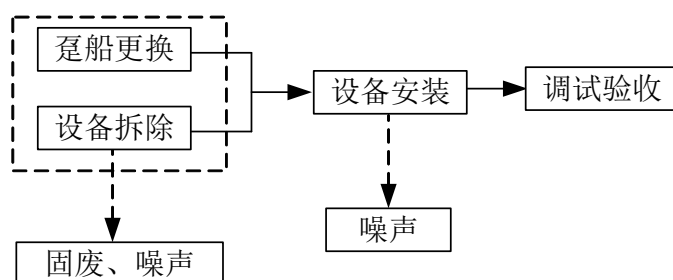 趸船更换
设备拆除
设备安装
调试验收
噪声
固废、噪声